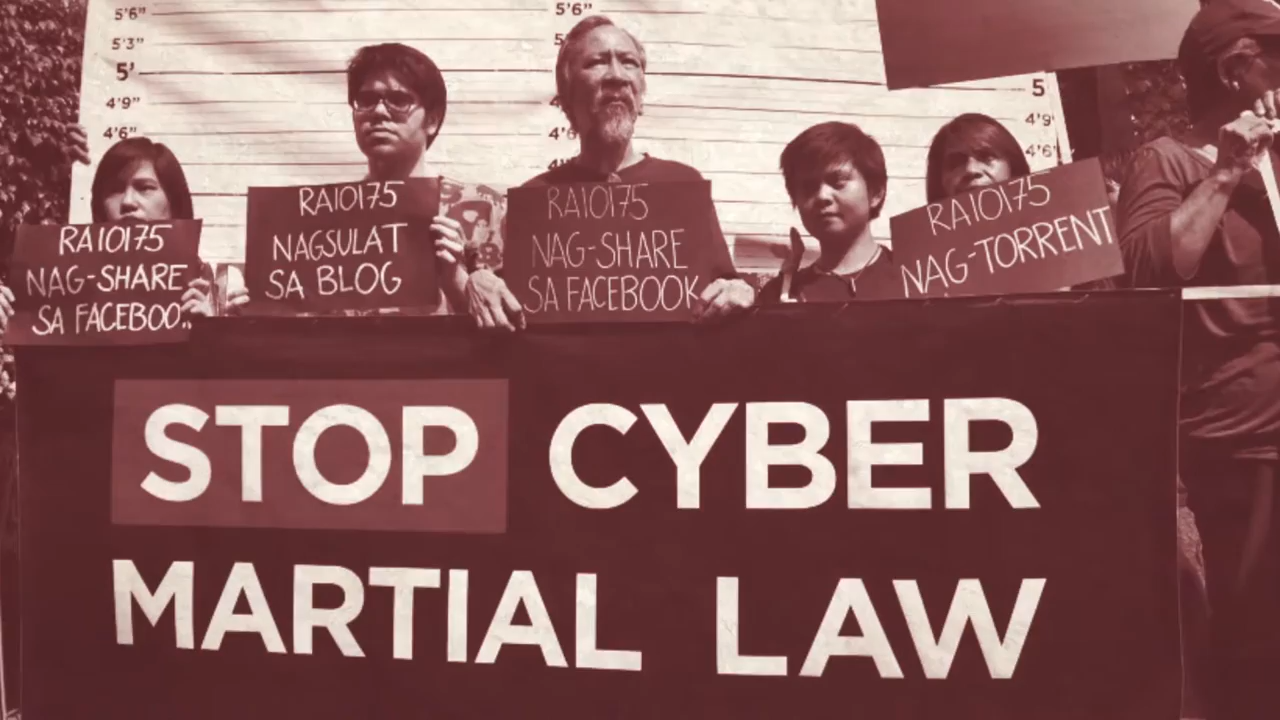 5'6"
5'3"
5'
4'9"
4'6"
5'6"
5
4'9
4'6
RA10175
NAG-SHARE
SA FACEBOO
RA10175
NAGSULAT
SA BLOG
RA10175
NAG-SHARE
SA FACEBOOK
RA10175
NAG-TORRENT
STOP CYBER
MARTIAL LAW